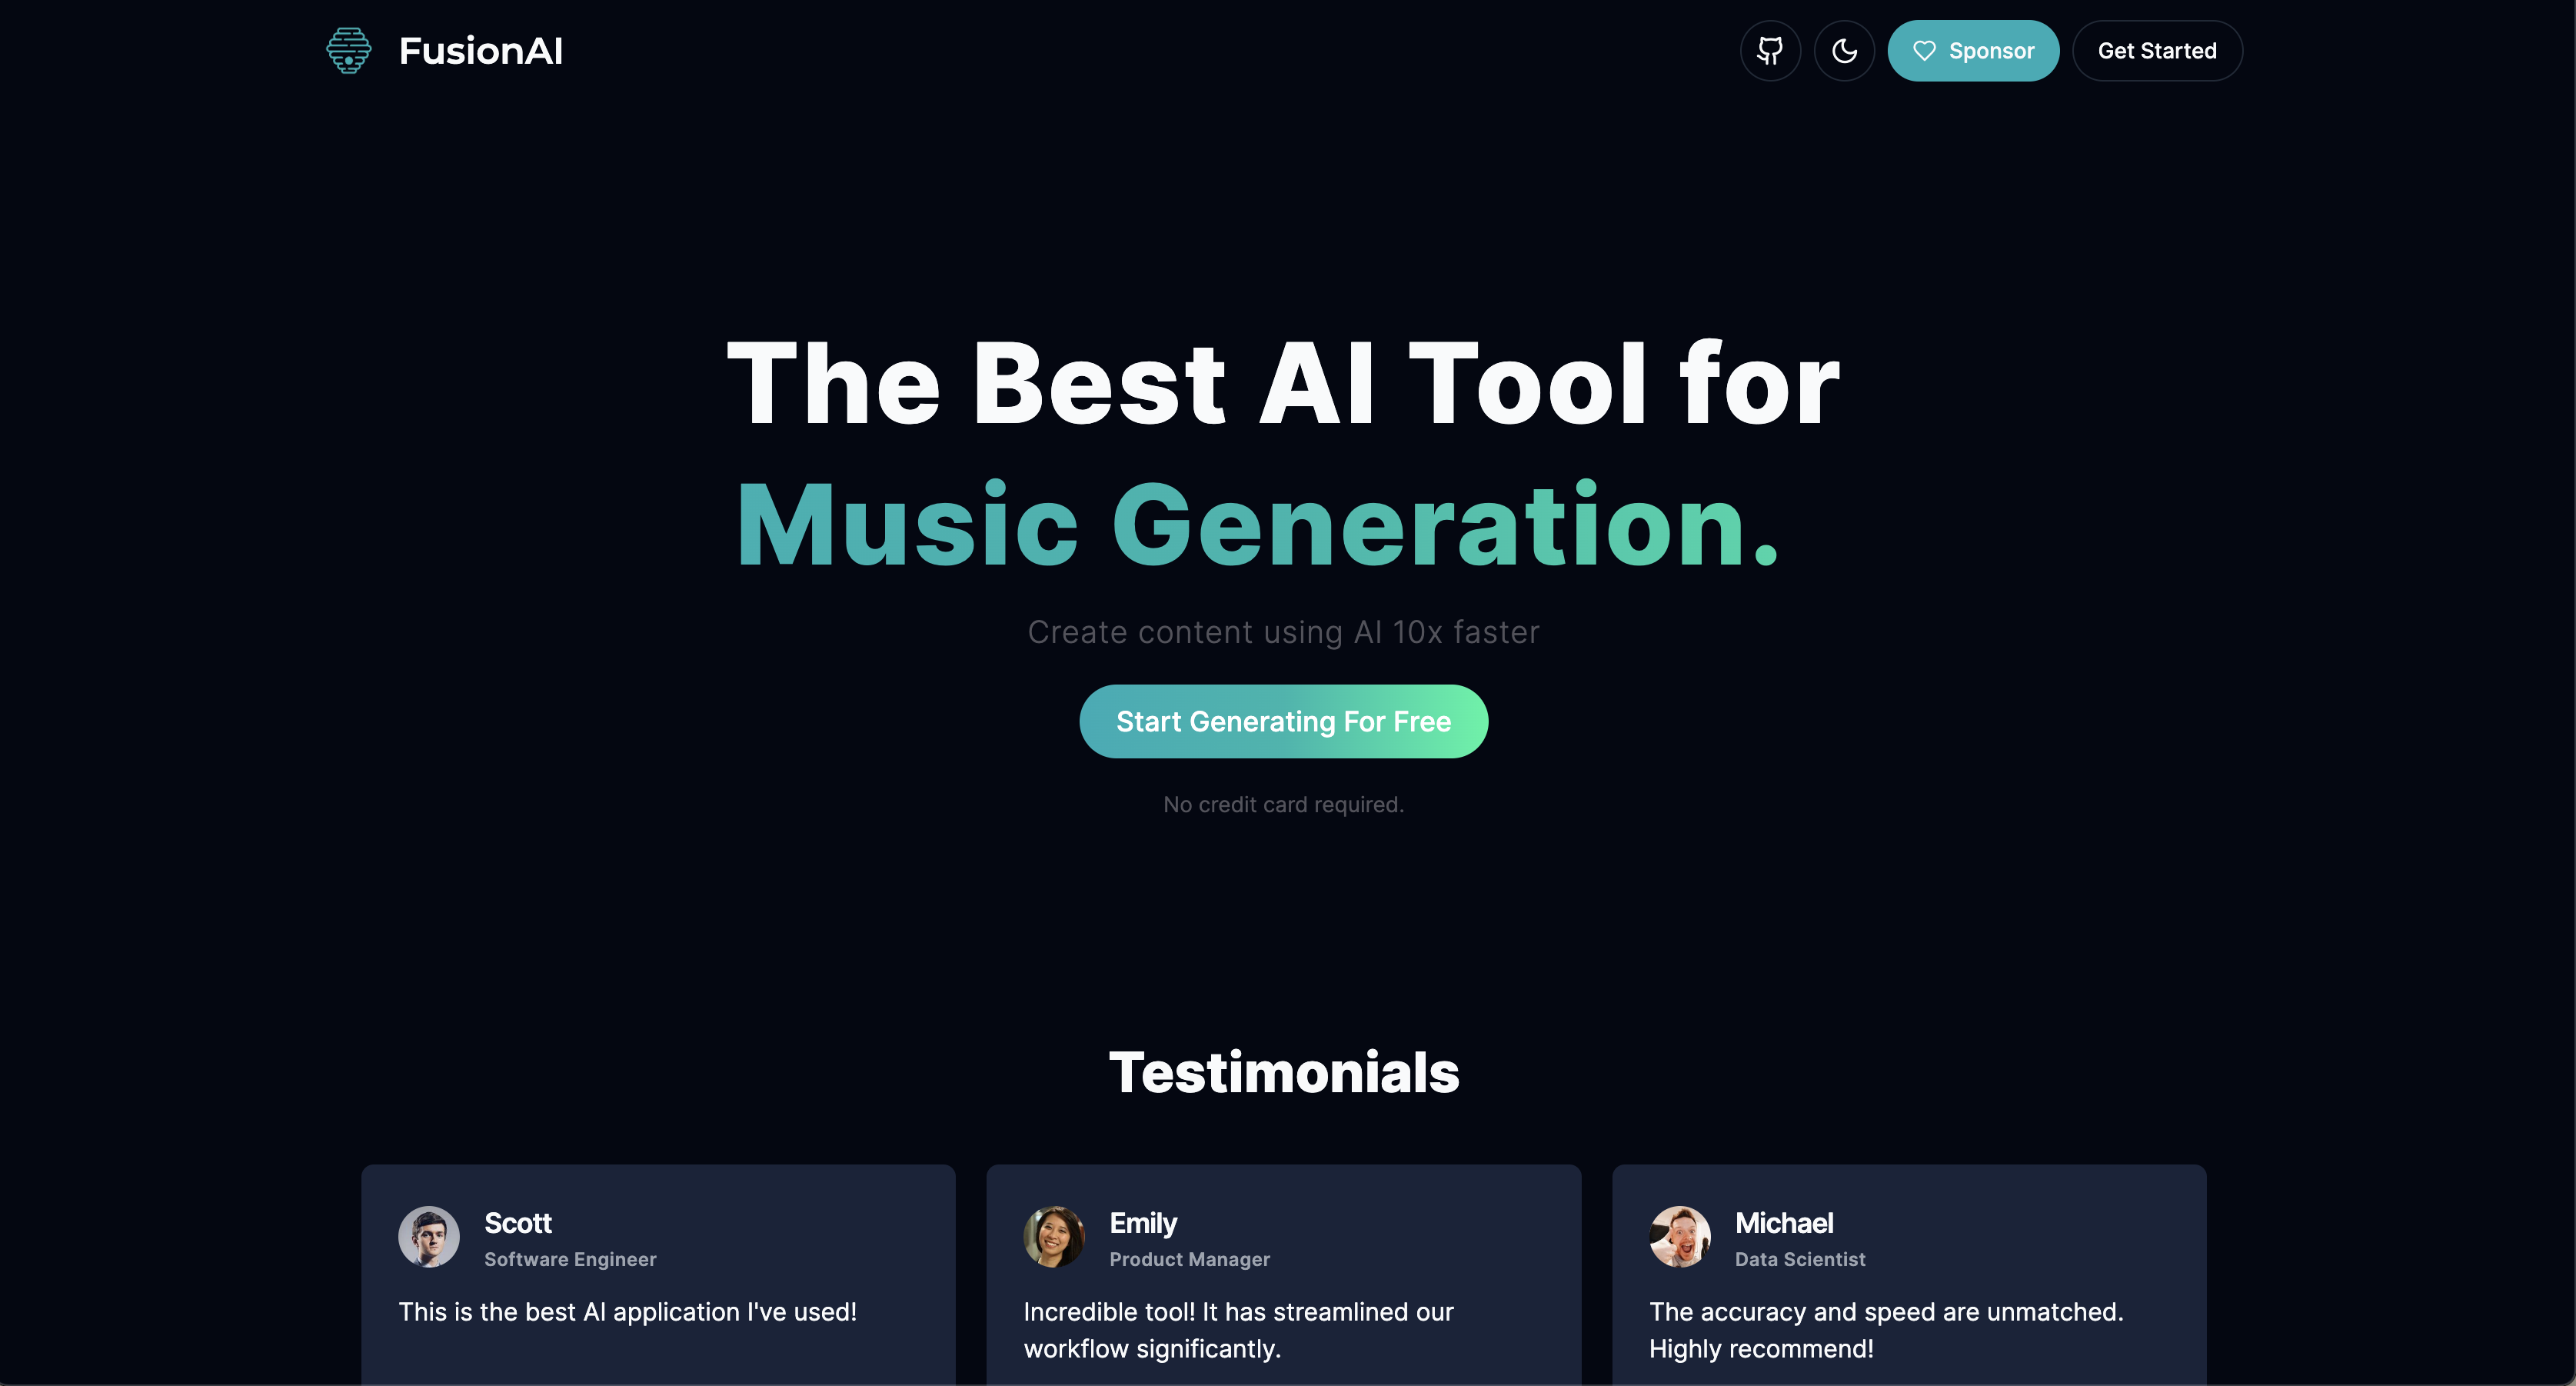 FusionAI
Sponsor
Get Started
The Best AI Tool for
Music Generation.
Create content using AI 10x faster
Start Generating For Free
No credit card required.
Testimonials
Scott
Software Engineer
This is the best AI application I've used!
Emily
Product Manager
Incredible tool! It has streamlined our
workflow significantly.
Michael
Data Scientist
The accuracy and speed are unmatched.
Highly recommend!